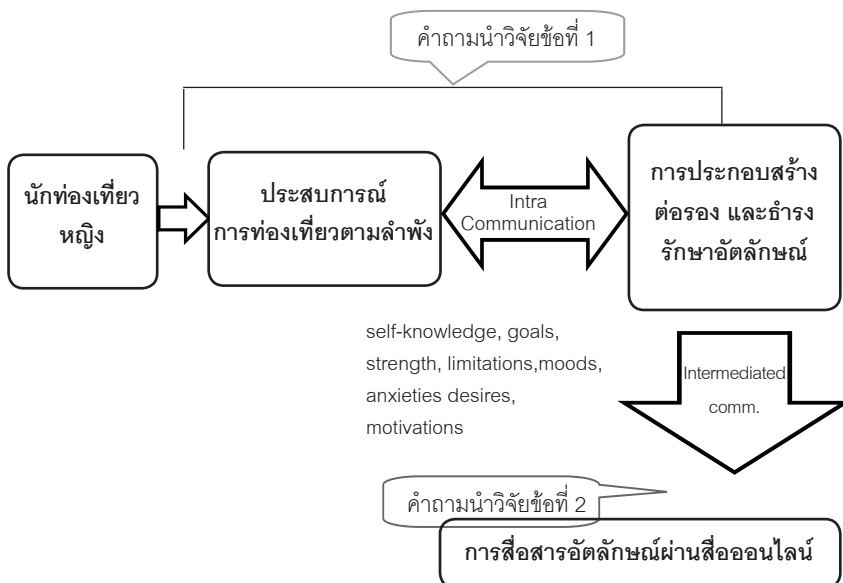 คำถามนำวิจัยข้อที่ 1
นักท่องเที่ยว
หญิง
ประสบการณ์
การท่องเที่ยวตามลำพัง
Intra
Communication
การประกอบสร้าง
ต่อรอง และธำรง
รักษาอัตลักษณ์
self-knowledge, goals,
strength, limitations,moods,
anxieties desires,
motivations
Intermediated
comm.
คำถามนำวิจัยข้อที่ 2
การสื่อสารอัตลักษณ์ผ่านสื่อออนไลน์